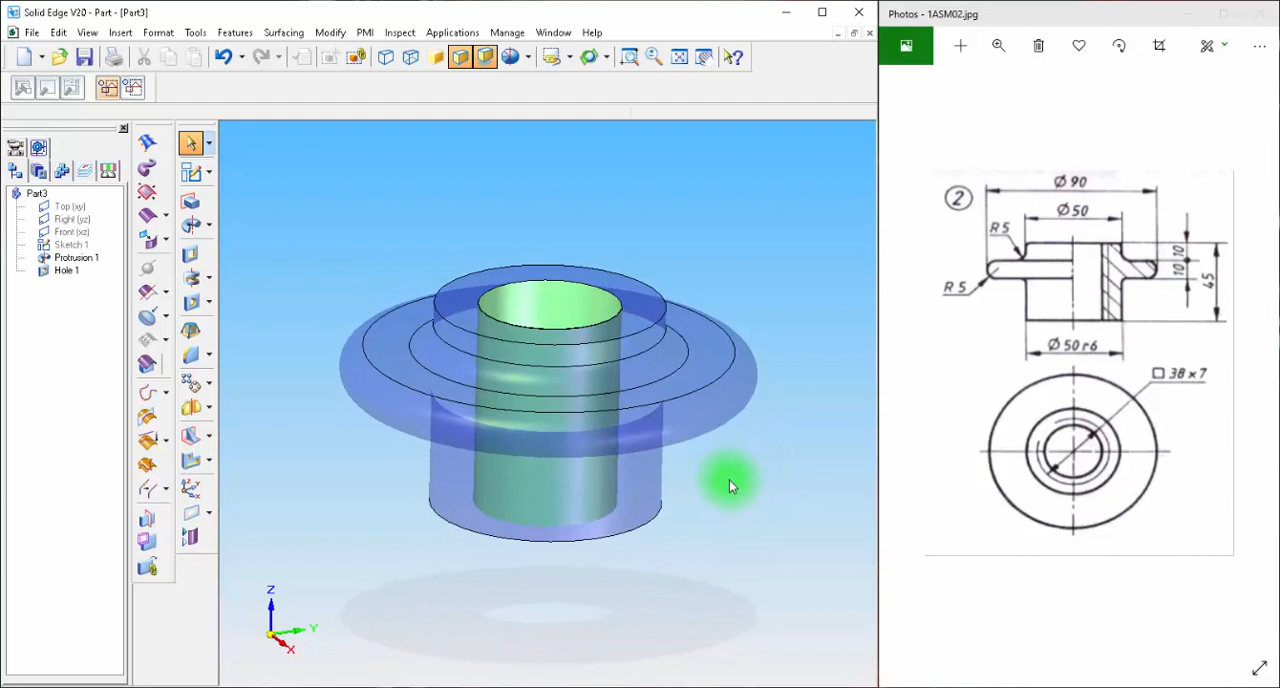 Solid Edge V20 - Part - [Part3]
File Edit View Insert Format Tools Features Surfacing Modify PMI Inspect Applications Manage Window Help
Part3
Top (xy)
Right (yz)
Front (xz)
Sketch 1
Protrusion 1
Hole 1
Z
Y
X
Photos - 1ASM02.jpg
2
Ø 90
Ø 50
R 5
R 5
10
10
45
Ø 50 r6
□ 38 x 7